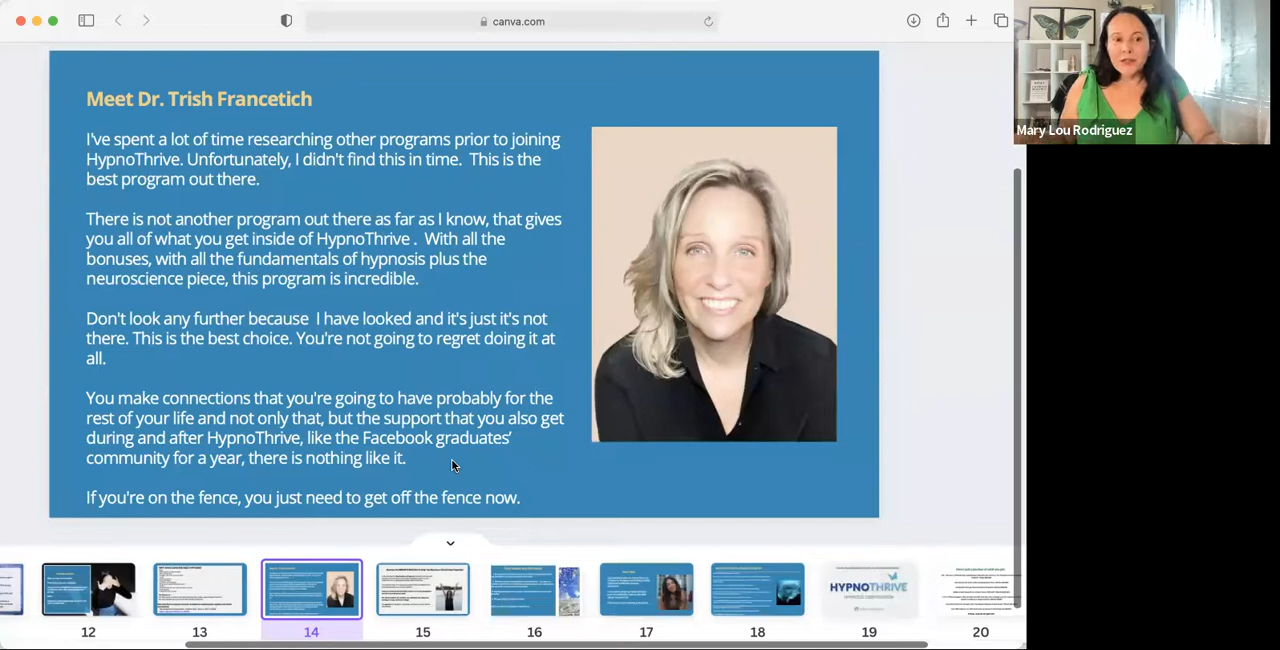 canva.com
Mary Lou Rodriguez
Meet Dr. Trish Francetich
I've spent a lot of time researching other programs prior to joining
HypnoThrive. Unfortunately, I didn't find this in time.  This is the
best program out there.
There is not another program out there as far as I know, that gives
you all of what you get inside of HypnoThrive .  With all the
bonuses, with all the fundamentals of hypnosis plus the
neuroscience piece, this program is incredible.
Don't look any further because  I have looked and it's just it's not
there. This is the best choice. You're not going to regret doing it at
all.
You make connections that you're going to have probably for the
rest of your life and not only that, but the support that you also get
during and after HypnoThrive, like the Facebook graduates’
community for a year, there is nothing like it.
If you're on the fence, you just need to get off the fence now.
HYPNOTHRIVE
12
13
14
15
16
17
18
19
20